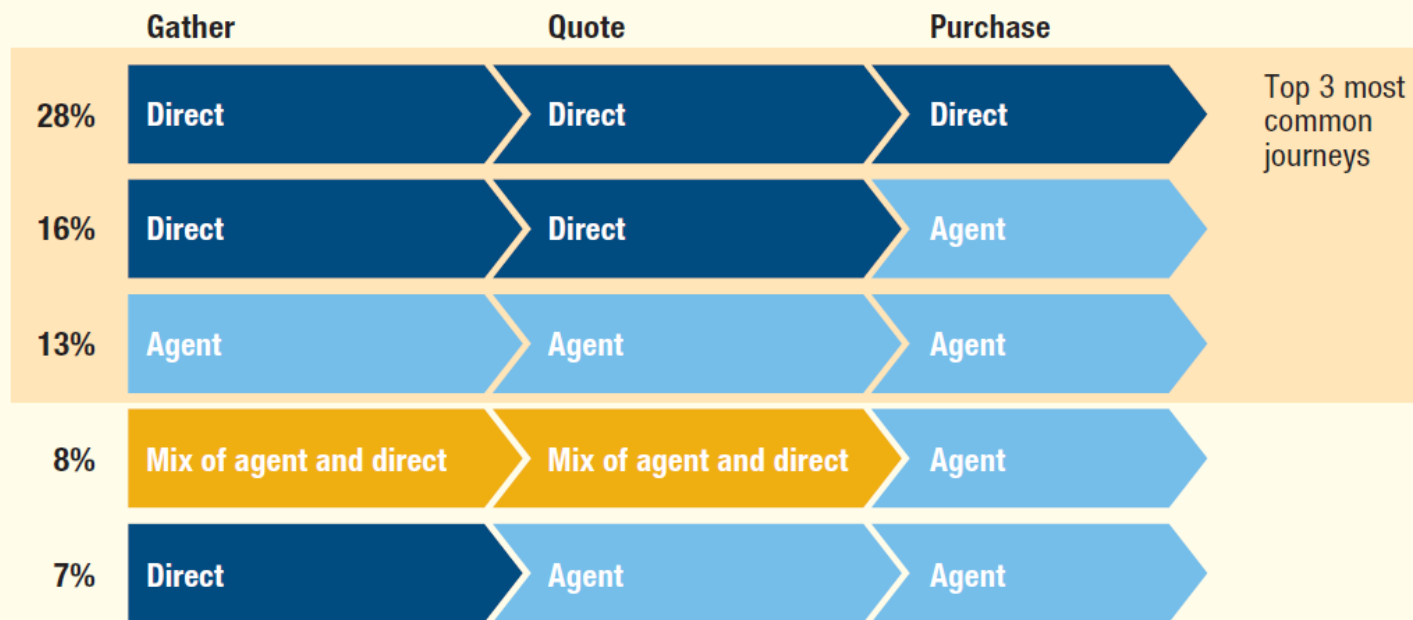 Gather Quote Purchase
28% Direct Direct Direct
Top 3 most
common
journeys
16% Direct Direct Agent
13% Agent Agent Agent
8% Mix of agent and direct Mix of agent and direct Agent
7% Direct Agent Agent